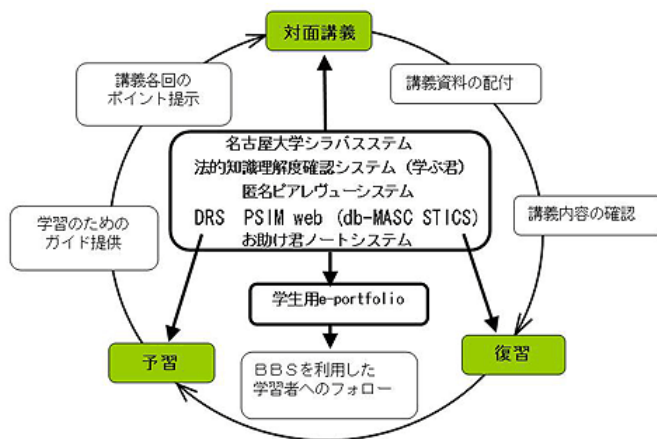 対面講義
講義各回の
ポイント提示
講義資料の配付
名古屋大学シラバスステム
法的知識理解度確認システム（学ぶ君）
匿名ピアレヴューシステム
DRS PSIM web (db-MASC STICS)
お助け君ノートシステム
学習のための
ガイド提供
講義内容の確認
学生用e-portfolio
予習
復習
ＢＢＳを利用した
学習者へのフォロー